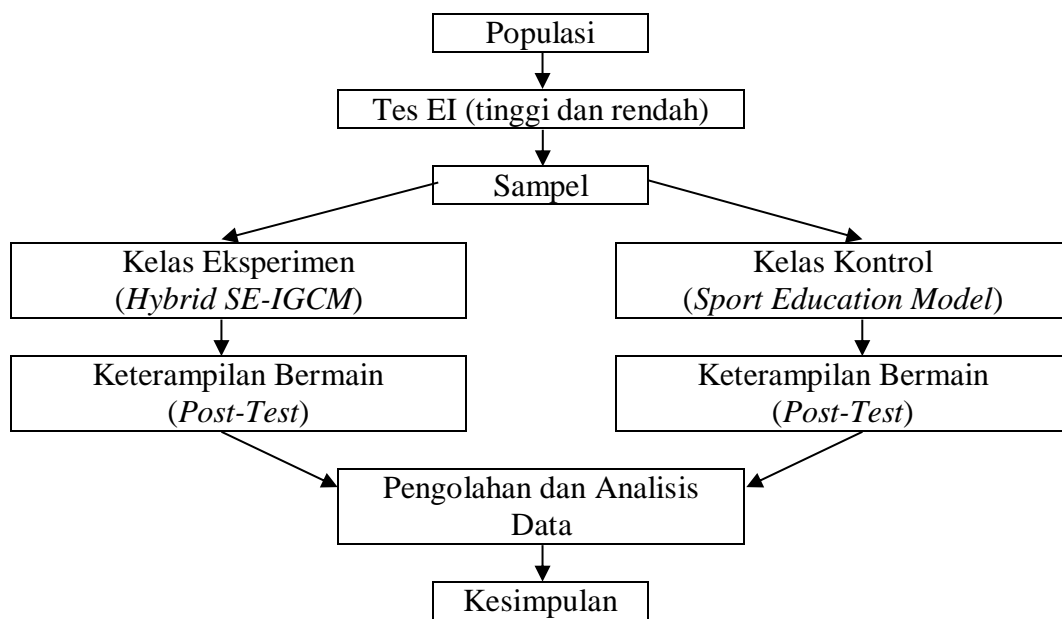 Populasi
Tes EI (tinggi dan rendah)
Sampel
Kelas Eksperimen
(Hybrid SE-IGCM)
Kelas Kontrol
(Sport Education Model)
Keterampilan Bermain
(Post-Test)
Keterampilan Bermain
(Post-Test)
Pengolahan dan Analisis
Data
Kesimpulan